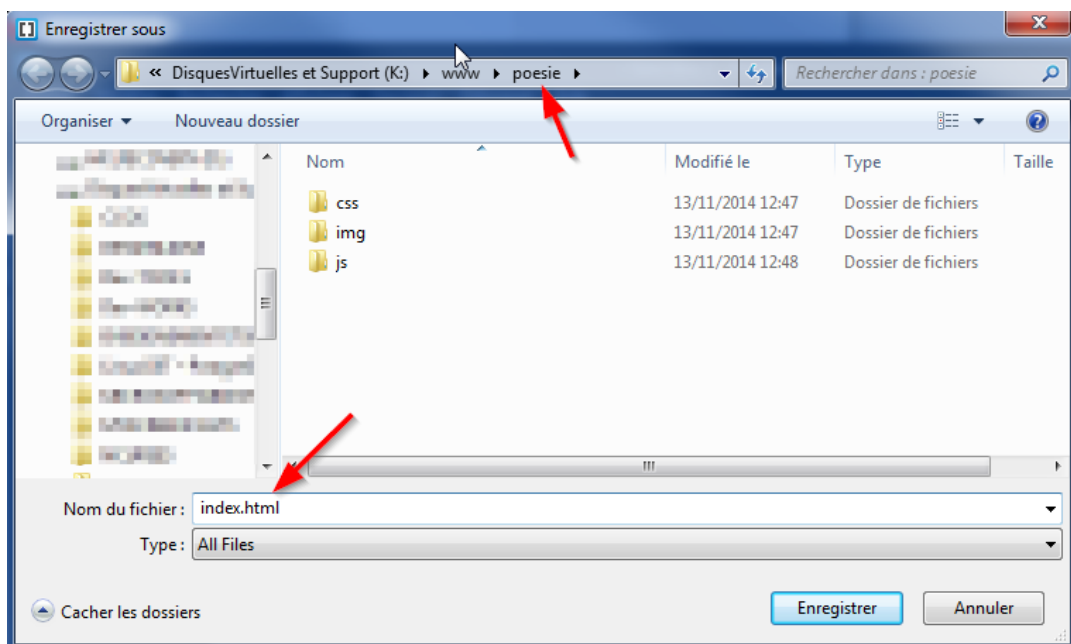 Enregistrer sous
« DisquesVirtuelles et Support (K:) ▸ www ▸ poesie ▸
Rechercher dans : poesie
Organiser ▾ Nouveau dossier
Nom Modifié le Type Taille
css 13/11/2014 12:47 Dossier de fichiers
img 13/11/2014 12:47 Dossier de fichiers
js 13/11/2014 12:48 Dossier de fichiers
Nom du fichier : index.html
Type : All Files
Cacher les dossiers Enregistrer Annuler